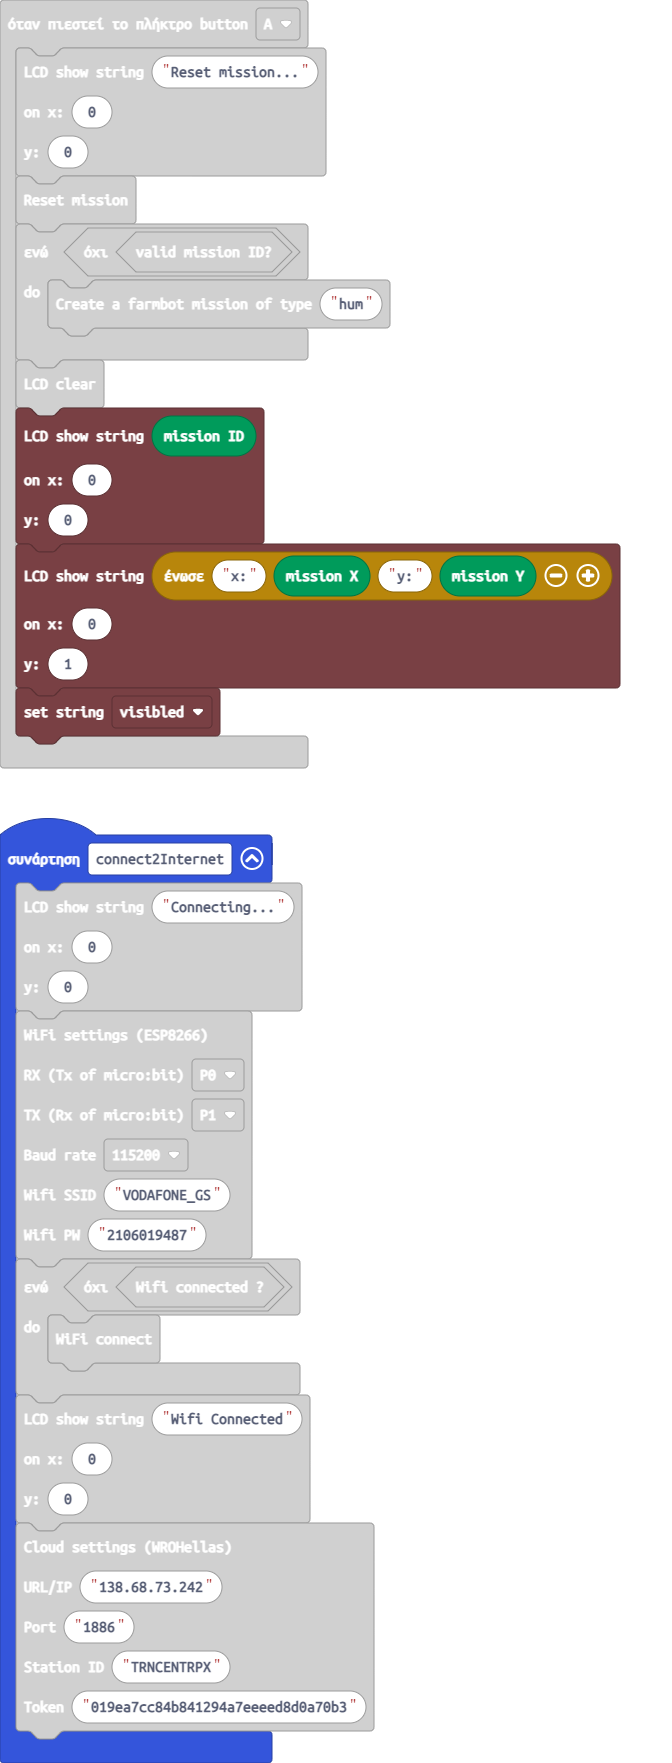 όταν πιεστεί το πλήκτρο button A
LCD show string "Reset mission..."
on x: 0
y: 0
Reset mission
ενώ όχι valid mission ID?
do Create a farmbot mission of type "hum"
LCD clear
LCD show string mission ID
on x: 0
y: 0
LCD show string ένωσε "x:" mission X "y:" mission Y
on x: 0
y: 1
set string visibled
συνάρτηση connect2Internet
LCD show string "Connecting..."
on x: 0
y: 0
WiFi settings (ESP8266)
RX (Tx of micro:bit) P0
TX (Rx of micro:bit) P1
Baud rate 115200
Wifi SSID "VODAFONE_GS"
Wifi PW "2106019487"
ενώ όχι Wifi connected ?
do WiFi connect
LCD show string "Wifi Connected"
on x: 0
y: 0
Cloud settings (WROHellas)
URL/IP "138.68.73.242"
Port "1886"
Station ID "TRNCENTRPX"
Token "019ea7cc84b841294a7eeeed8d0a70b3"